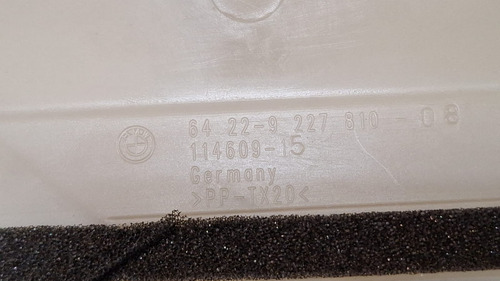 64 22-9 227 810 - 08
114609-15
Germany
>PP-TX20<